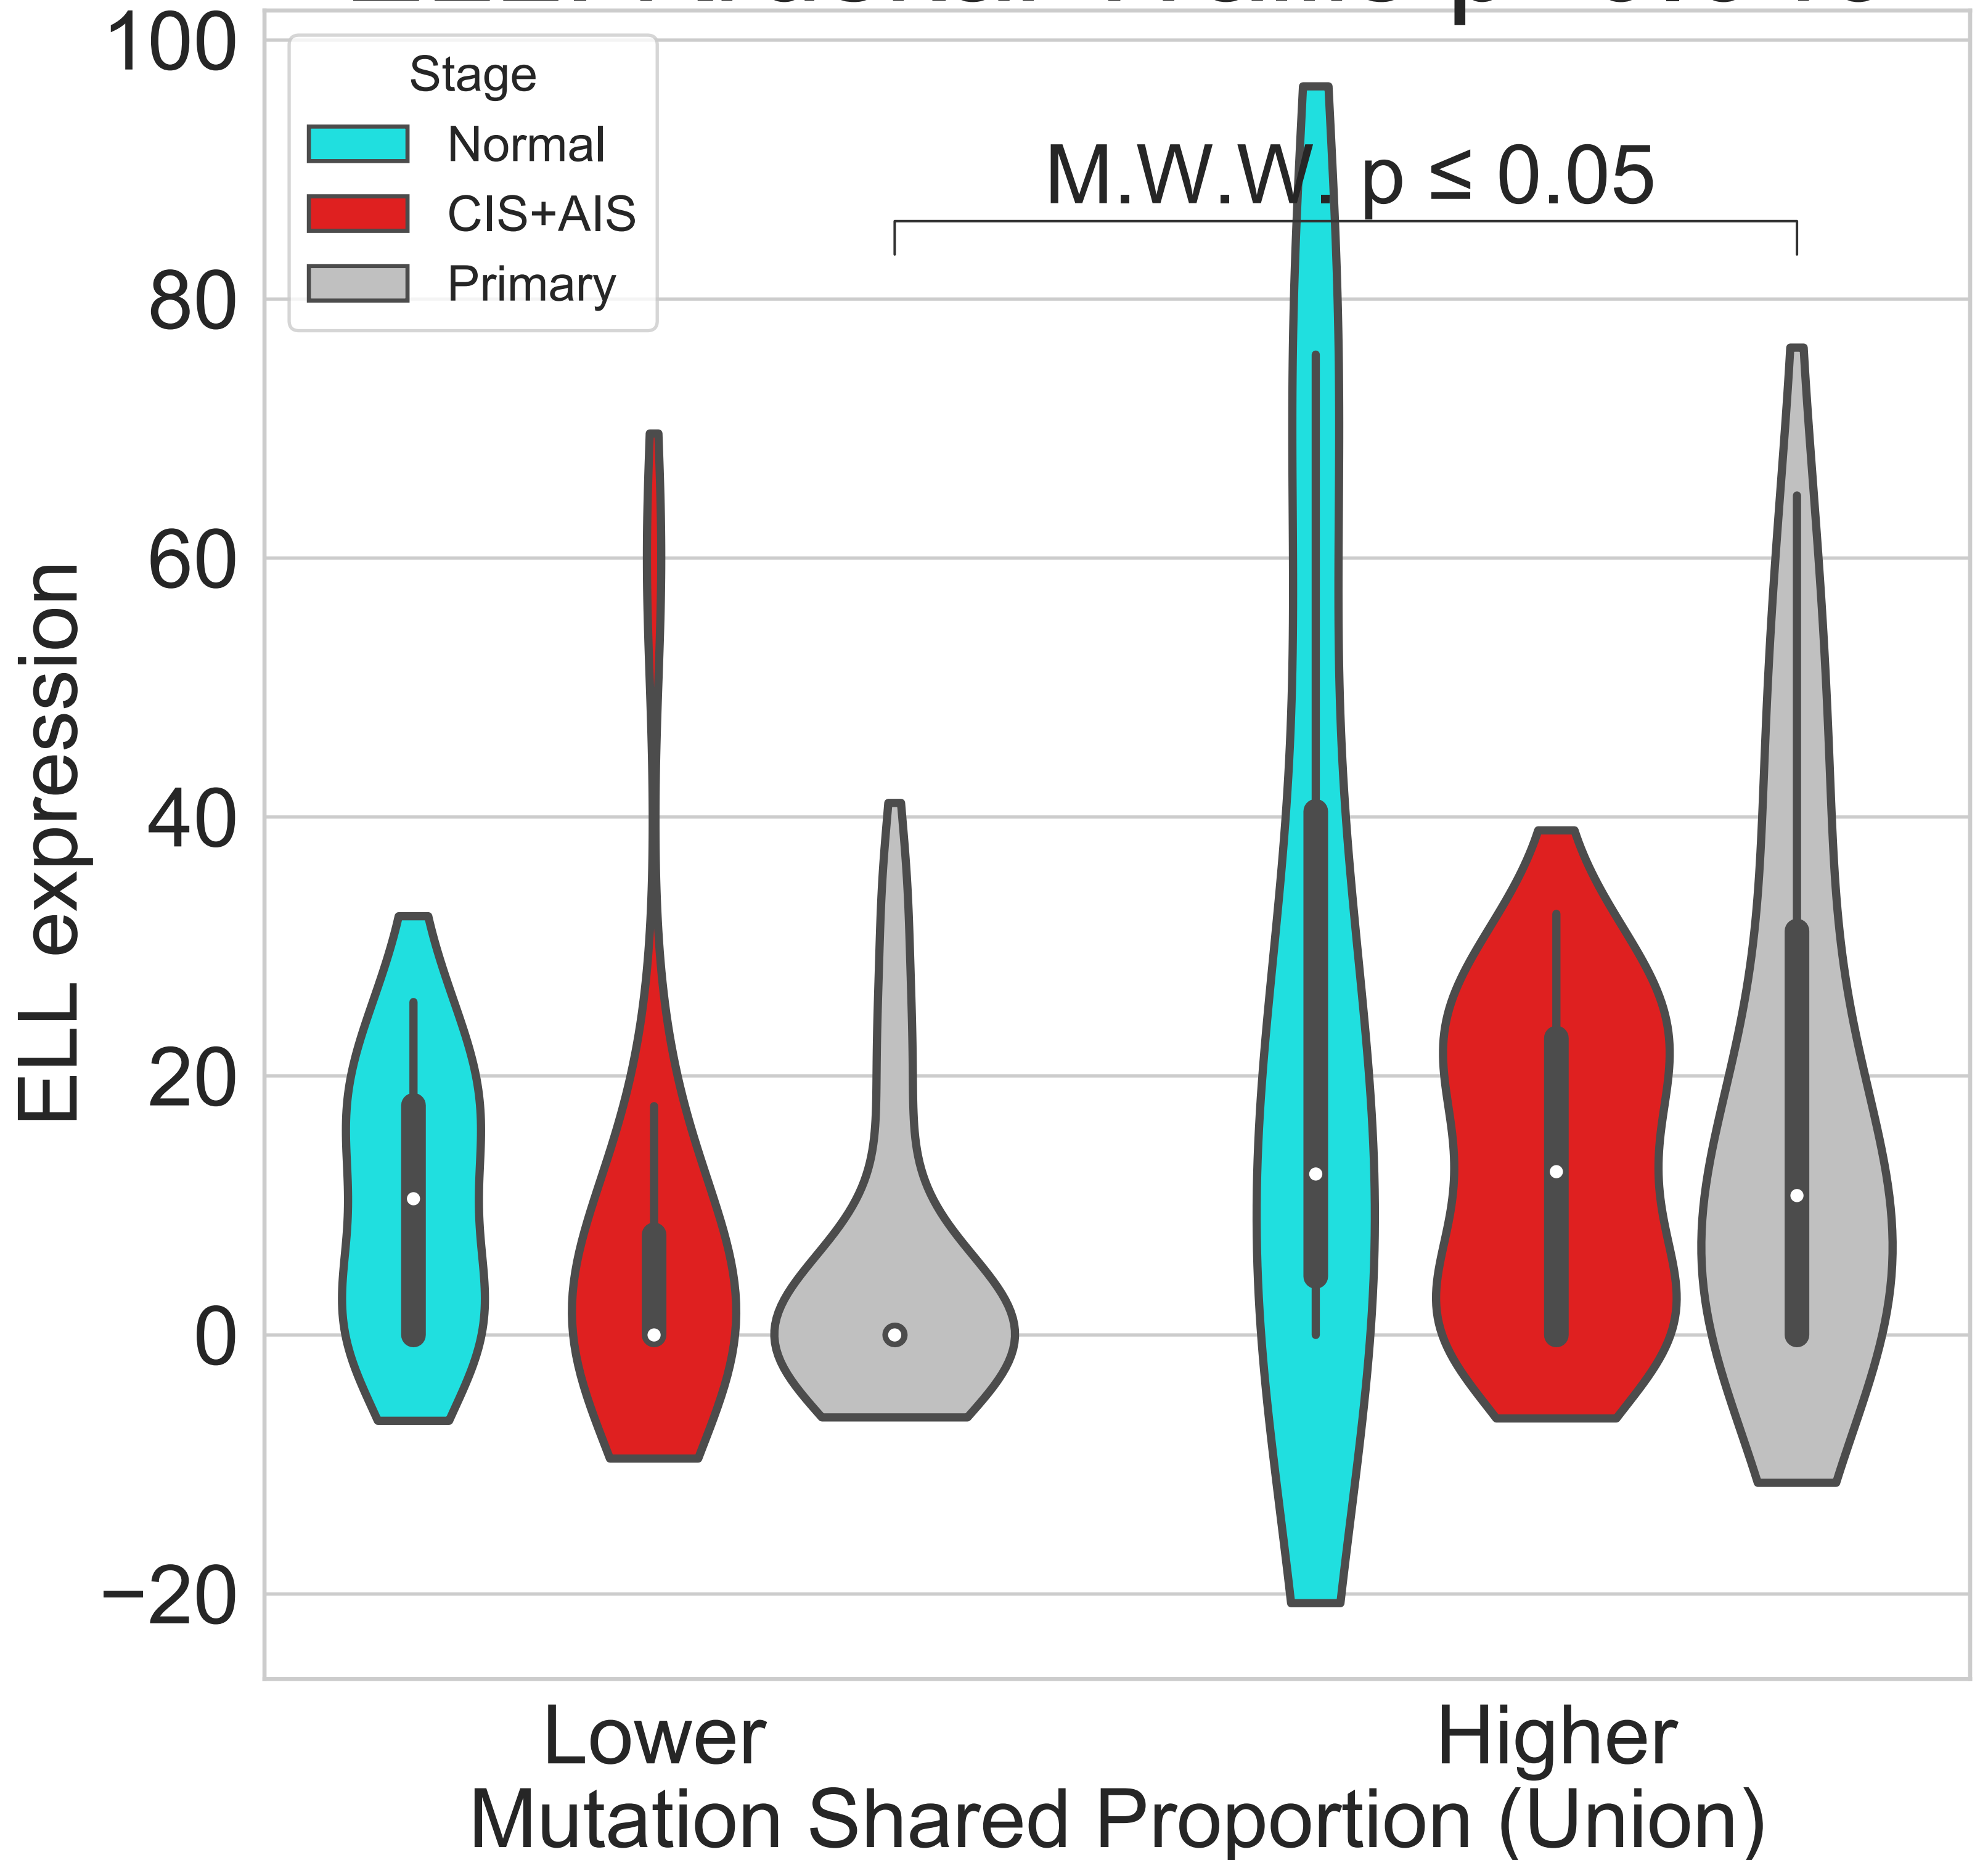 Stage
Normal
CIS+AIS
Primary
M.W.W. p ≤ 0.05
100
80
60
40
20
0
−20
ELL expression
Lower
Higher
Mutation Shared Proportion (Union)